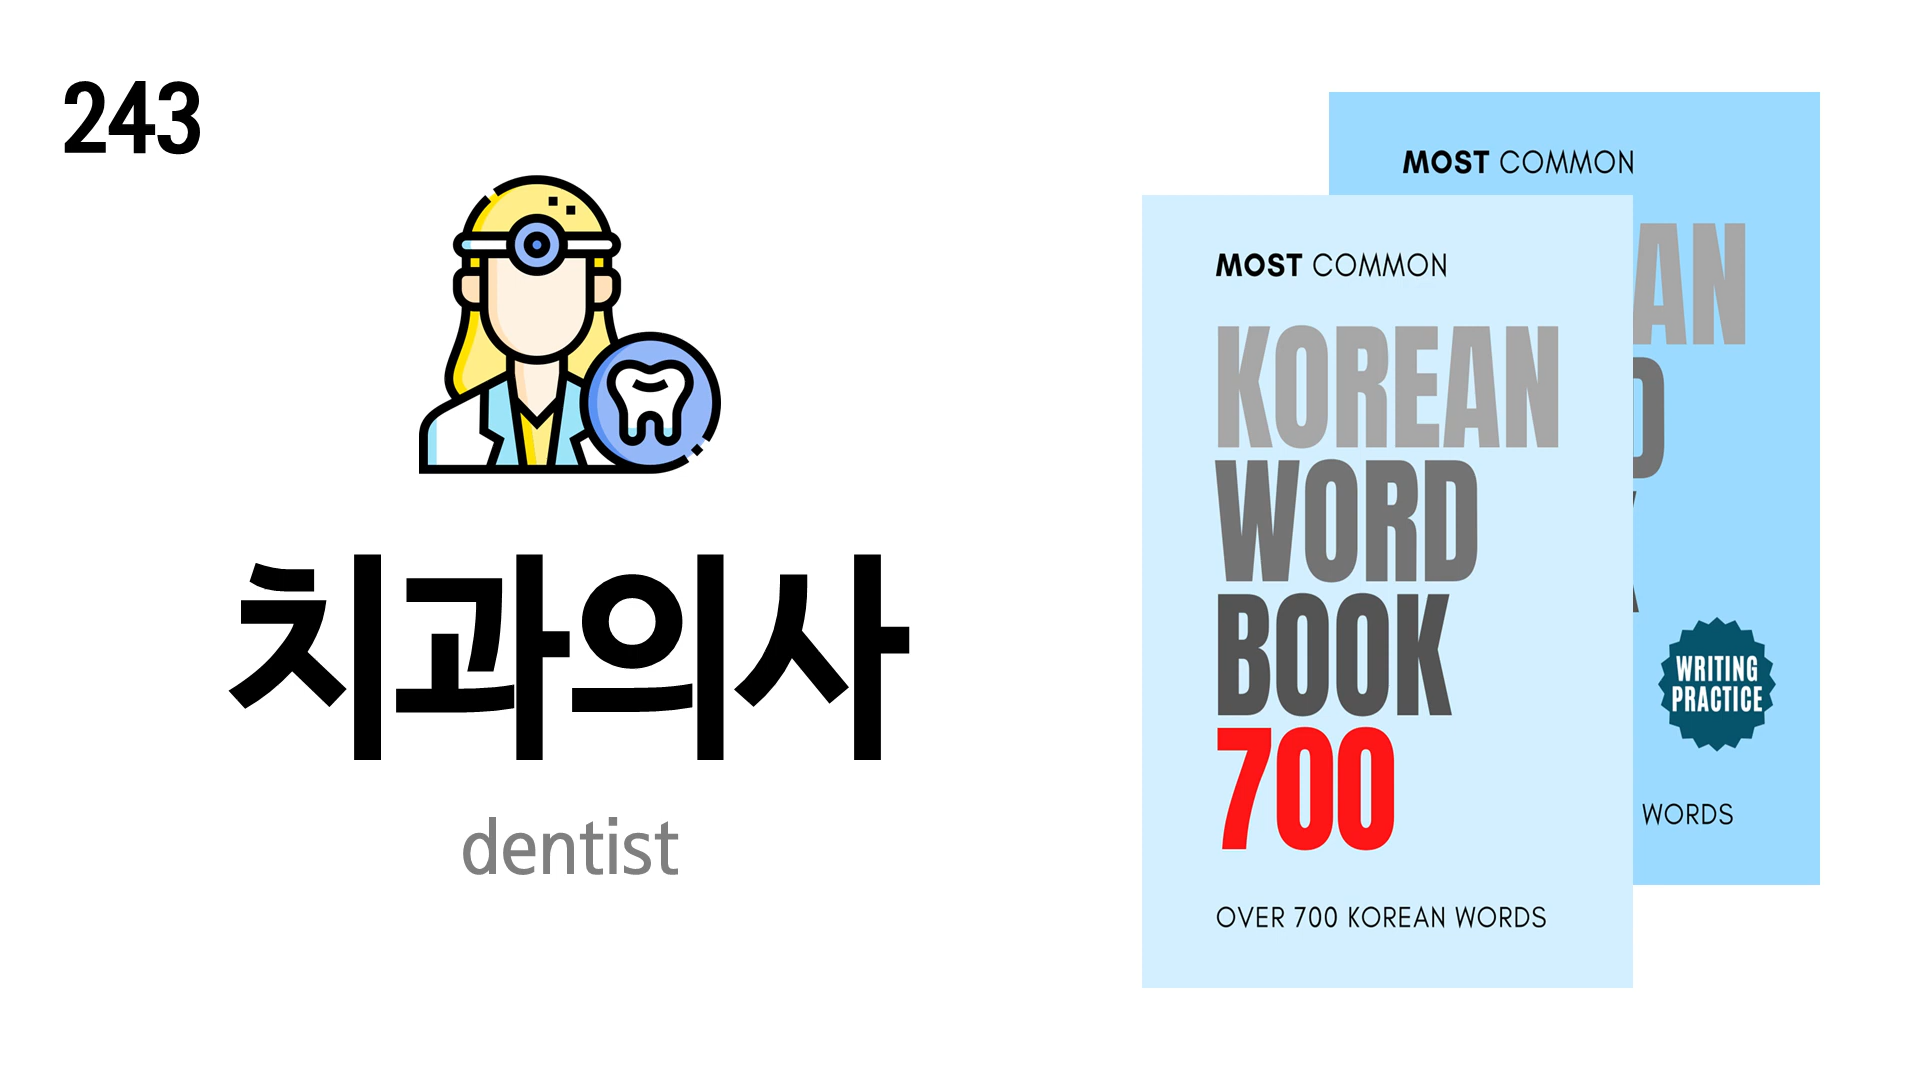 243
치과의사
dentist
MOST COMMON
KOREAN
WORD
BOOK
700
OVER 700 KOREAN WORDS
MOST COMMON
WRITING
PRACTICE
WORDS